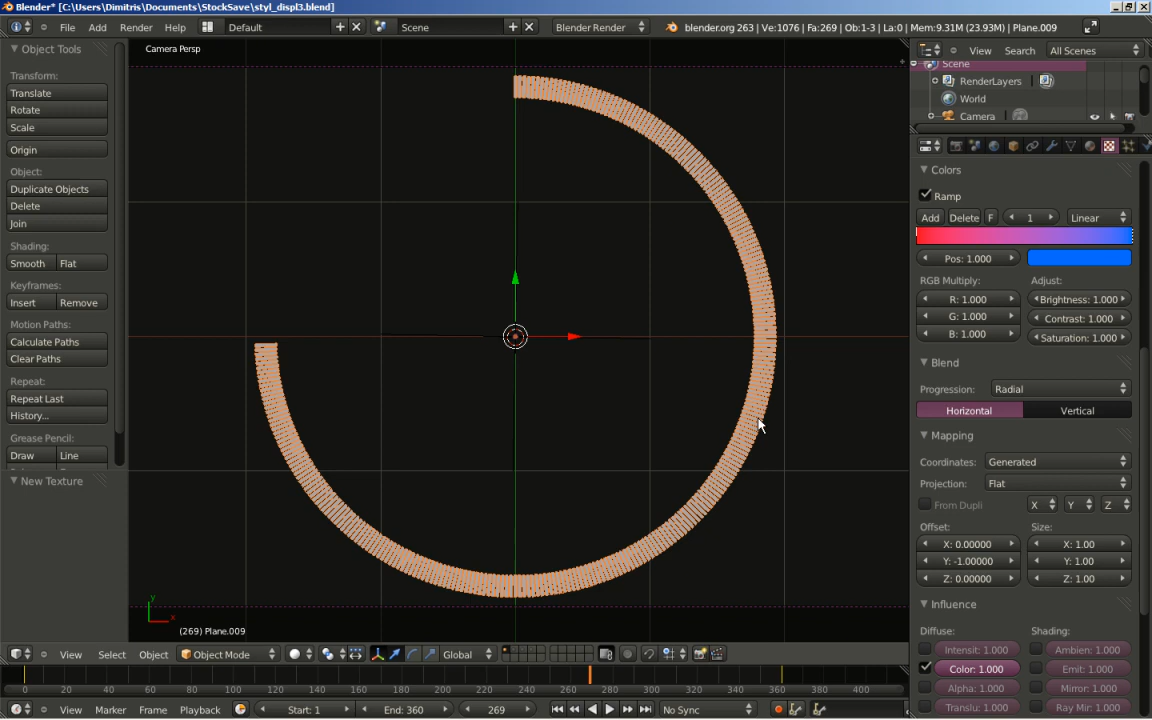 Blender* [C:\Users\Dimitris\Documents\StockSave\styl_displ3.blend]
File Add Render Help Default Scene Blender Render blender.org 263 | Ve:1076 | Fa:269 | Ob:1-3 | La:0 | Mem:9.31M (23.93M) | Plane.009
Object Tools
Transform:
Translate
Rotate
Scale
Origin
Object:
Duplicate Objects
Delete
Join
Shading:
Smooth Flat
Keyframes:
Insert Remove
Motion Paths:
Calculate Paths
Clear Paths
Repeat:
Repeat Last
History...
Grease Pencil:
Draw Line
New Texture
Camera Persp
y
x
(269) Plane.009
View Search All Scenes
Scene
RenderLayers
World
Camera
Colors
Ramp
Add Delete F 1 Linear
Pos: 1.000
RGB Multiply: Adjust:
R: 1.000 Brightness: 1.000
G: 1.000 Contrast: 1.000
B: 1.000 Saturation: 1.000
Blend
Progression: Radial
Horizontal Vertical
Mapping
Coordinates: Generated
Projection: Flat
From Dupli X Y Z
Offset: Size:
X: 0.00000 X: 1.00
Y: -1.00000 Y: 1.00
Z: 0.00000 Z: 1.00
Influence
Diffuse: Shading:
Intensit: 1.000 Ambien: 1.000
Color: 1.000 Emit: 1.000
Alpha: 1.000 Mirror: 1.000
Translu: 1.000 Ray Mir: 1.000
View Select Object Object Mode Global
0 20 40 60 80 100 120 140 160 180 200 220 240 260 280 300 320 340 360 380 400
View Marker Frame Playback Start: 1 End: 360 269 No Sync